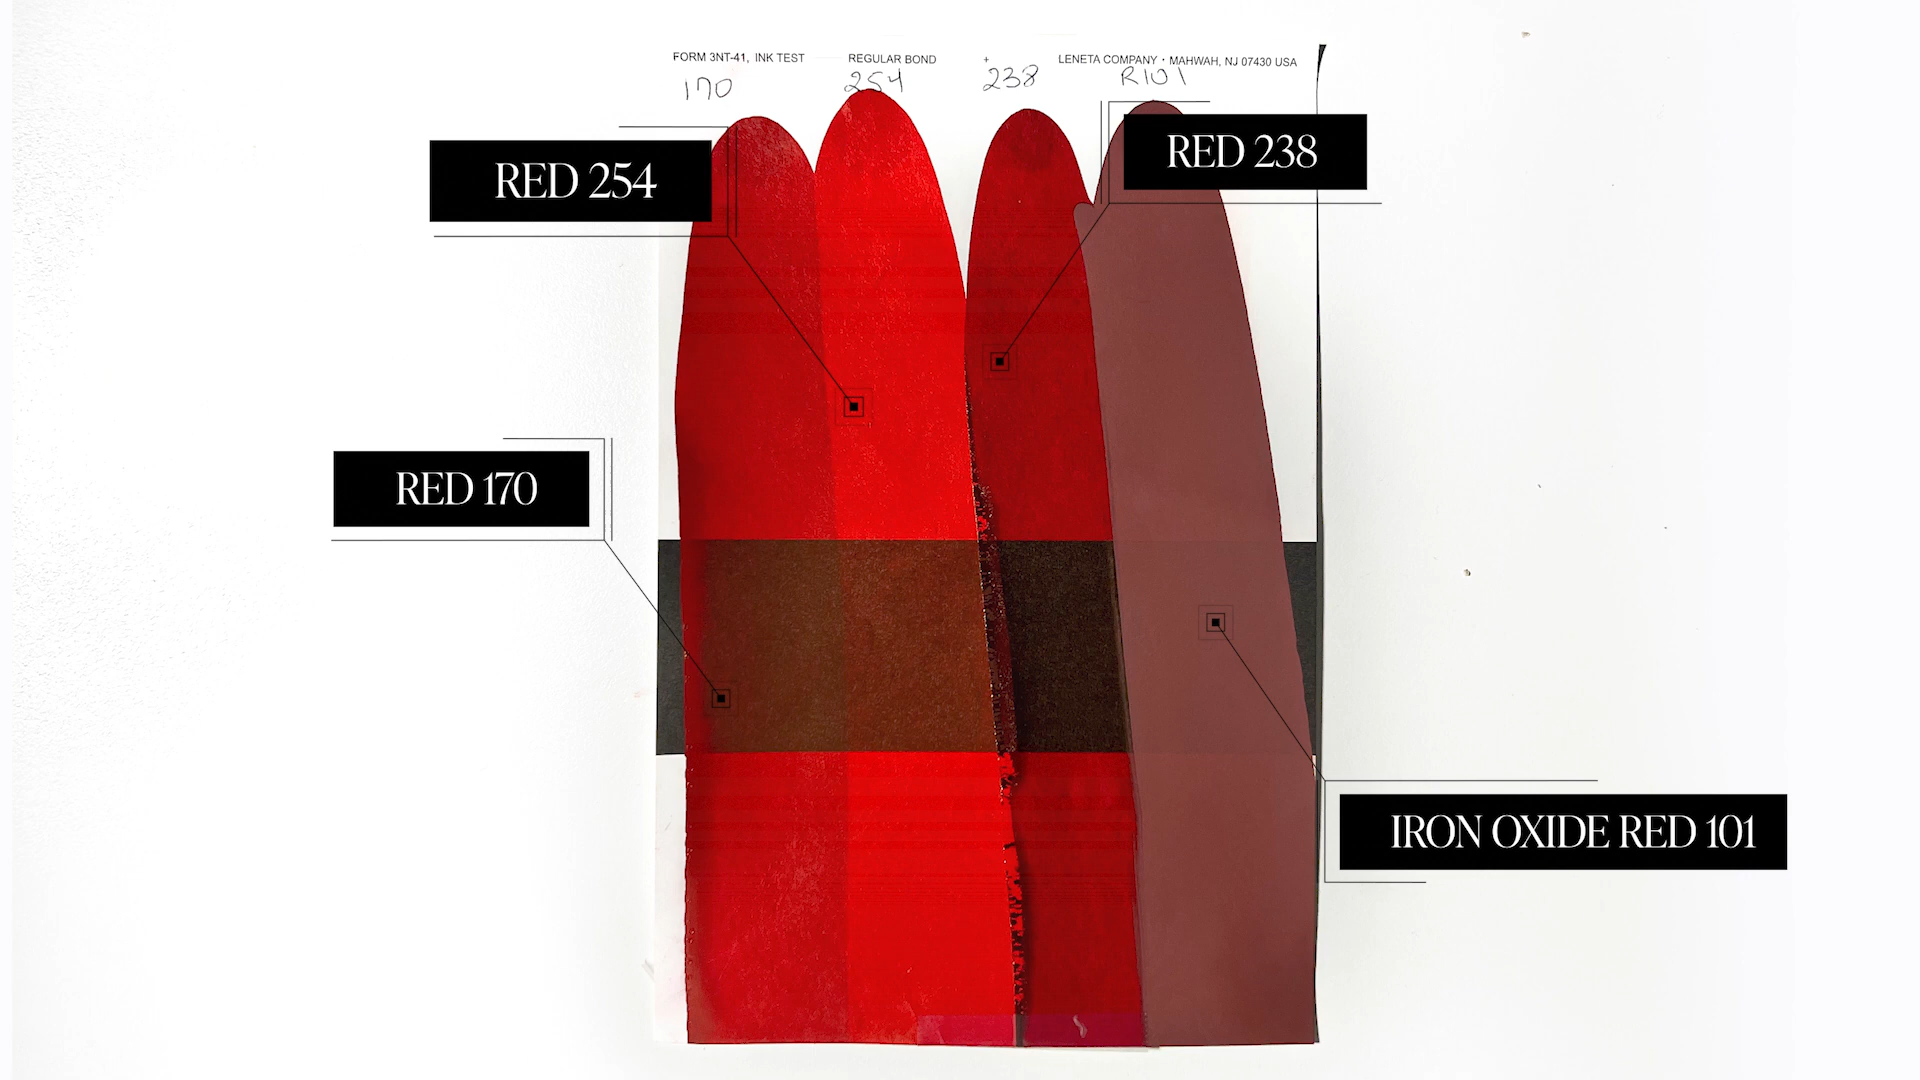 FORM 3NT-41, INK TEST REGULAR BOND + LENETA COMPANY • MAHWAH, NJ 07430 USA
170 254 238 R101
RED 254
RED 238
RED 170
IRON OXIDE RED 101